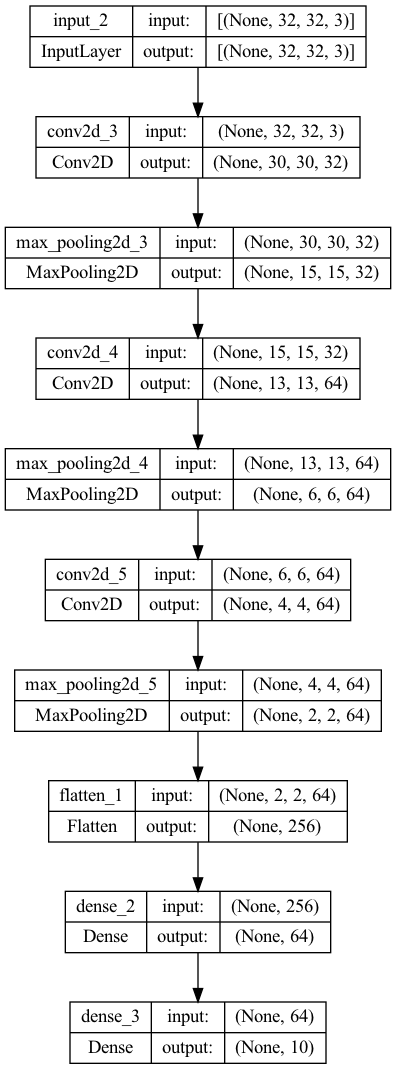 input_2 input: [(None, 32, 32, 3)]
InputLayer output: [(None, 32, 32, 3)]
conv2d_3 input: (None, 32, 32, 3)
Conv2D output: (None, 30, 30, 32)
max_pooling2d_3 input: (None, 30, 30, 32)
MaxPooling2D output: (None, 15, 15, 32)
conv2d_4 input: (None, 15, 15, 32)
Conv2D output: (None, 13, 13, 64)
max_pooling2d_4 input: (None, 13, 13, 64)
MaxPooling2D output: (None, 6, 6, 64)
conv2d_5 input: (None, 6, 6, 64)
Conv2D output: (None, 4, 4, 64)
max_pooling2d_5 input: (None, 4, 4, 64)
MaxPooling2D output: (None, 2, 2, 64)
flatten_1 input: (None, 2, 2, 64)
Flatten output: (None, 256)
dense_2 input: (None, 256)
Dense output: (None, 64)
dense_3 input: (None, 64)
Dense output: (None, 10)